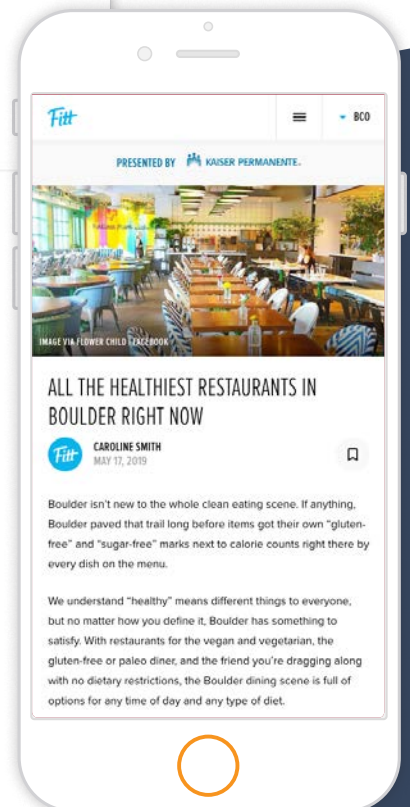 Fitt
BCO
PRESENTED BY KAISER PERMANENTE.
IMAGE VIA FLOWER CHILD / FACEBOOK
ALL THE HEALTHIEST RESTAURANTS IN
BOULDER RIGHT NOW
Fitt
CAROLINE SMITH
MAY 17, 2019
Boulder isn't new to the whole clean eating scene. If anything,
Boulder paved that trail long before items got their own "gluten-
free" and "sugar-free" marks next to calorie counts right there by
every dish on the menu.
We understand "healthy" means different things to everyone,
but no matter how you define it, Boulder has something to
satisfy. With restaurants for the vegan and vegetarian, the
gluten-free or paleo diner, and the friend you're dragging along
with no dietary restrictions, the Boulder dining scene is full of
options for any time of day and any type of diet.